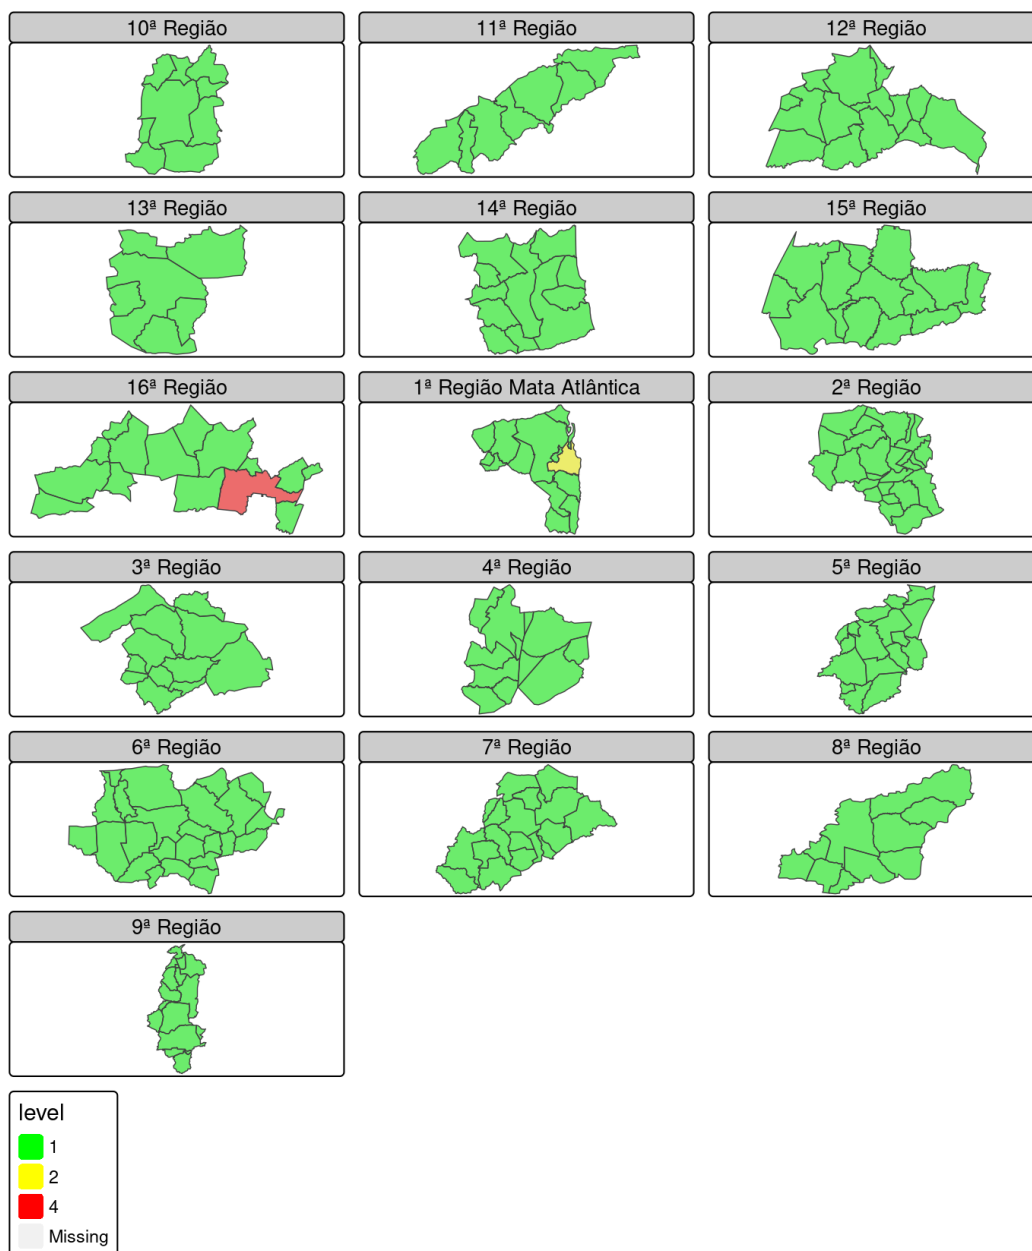 10ª Região
11ª Região
12ª Região
13ª Região
14ª Região
15ª Região
16ª Região
1ª Região Mata Atlântica
2ª Região
3ª Região
4ª Região
5ª Região
6ª Região
7ª Região
8ª Região
9ª Região
level
1
2
4
Missing